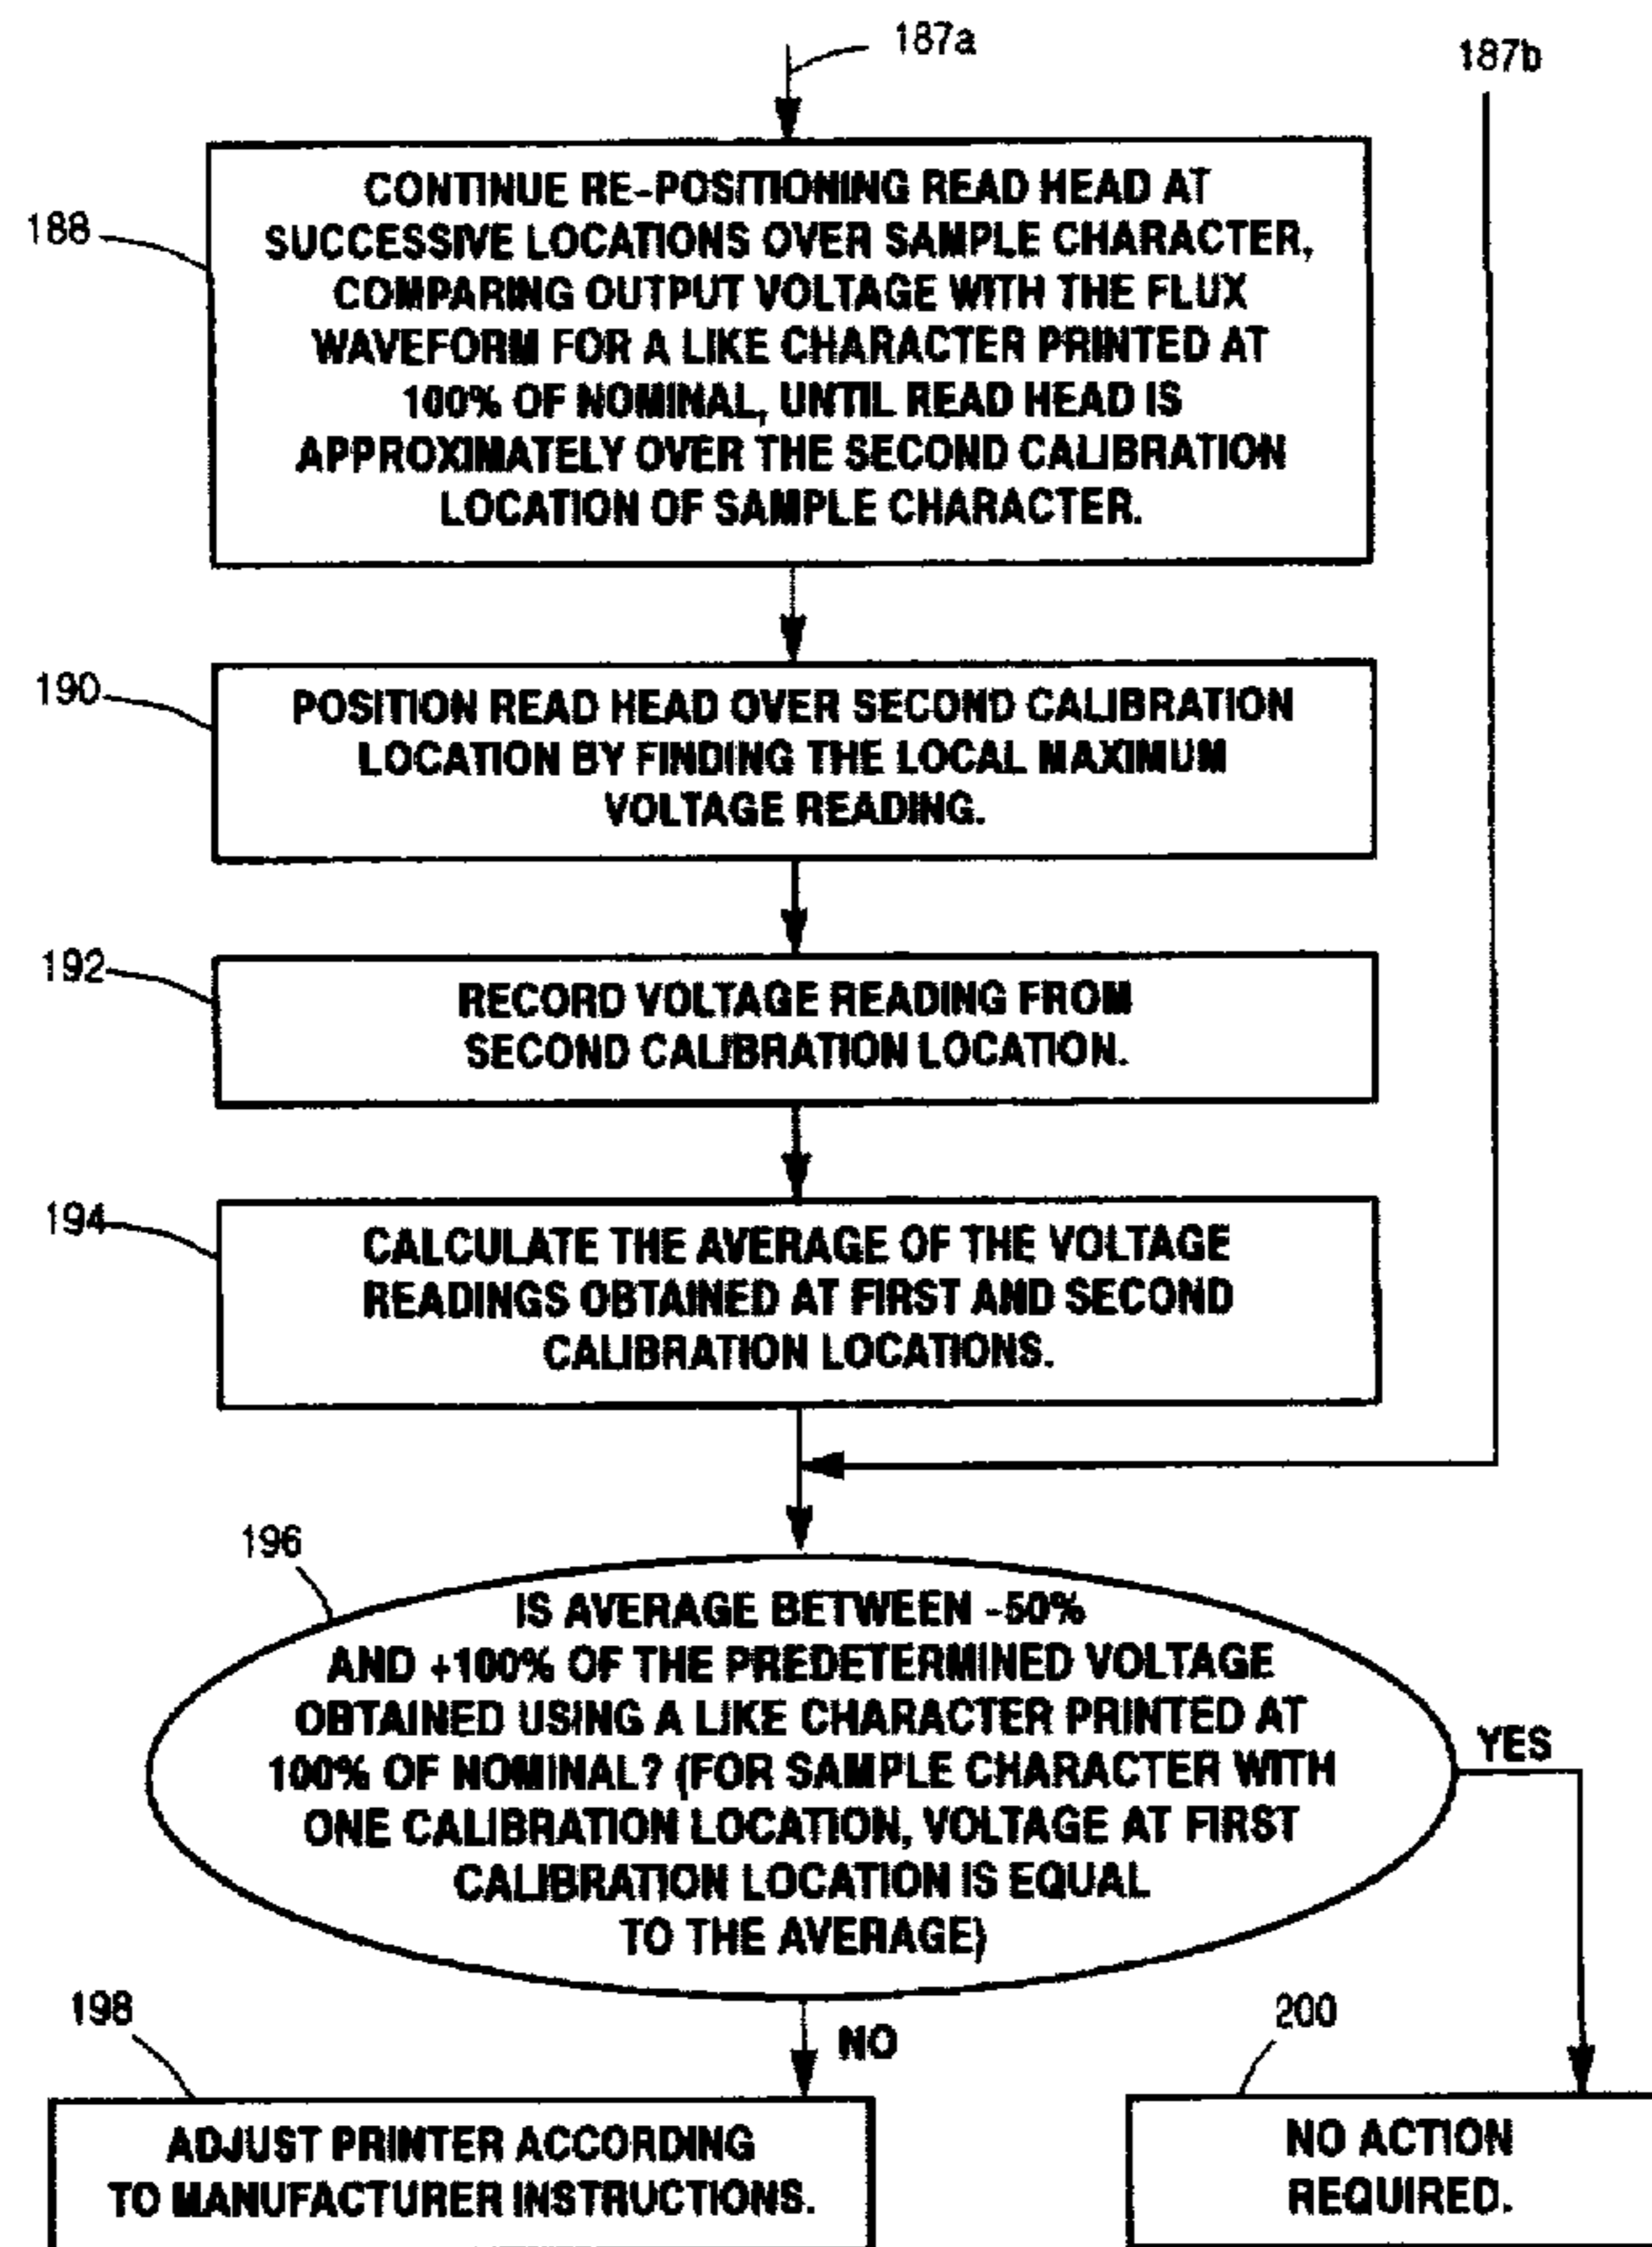 187a
187b
188
CONTINUE RE-POSITIONING READ HEAD AT
SUCCESSIVE LOCATIONS OVER SAMPLE CHARACTER,
COMPARING OUTPUT VOLTAGE WITH THE FLUX
WAVEFORM FOR A LIKE CHARACTER PRINTED AT
100% OF NOMINAL, UNTIL READ HEAD IS
APPROXIMATELY OVER THE SECOND CALIBRATION
LOCATION OF SAMPLE CHARACTER.
190
POSITION READ HEAD OVER SECOND CALIBRATION
LOCATION BY FINDING THE LOCAL MAXIMUM
VOLTAGE READING.
192
RECORD VOLTAGE READING FROM
SECOND CALIBRATION LOCATION.
194
CALCULATE THE AVERAGE OF THE VOLTAGE
READINGS OBTAINED AT FIRST AND SECOND
CALIBRATION LOCATIONS.
196
IS AVERAGE BETWEEN -50%
AND +100% OF THE PREDETERMINED VOLTAGE
OBTAINED USING A LIKE CHARACTER PRINTED AT
100% OF NOMINAL? (FOR SAMPLE CHARACTER WITH
ONE CALIBRATION LOCATION, VOLTAGE AT FIRST
CALIBRATION LOCATION IS EQUAL
TO THE AVERAGE)
YES
NO
198
ADJUST PRINTER ACCORDING
TO MANUFACTURER INSTRUCTIONS.
200
NO ACTION
REQUIRED.